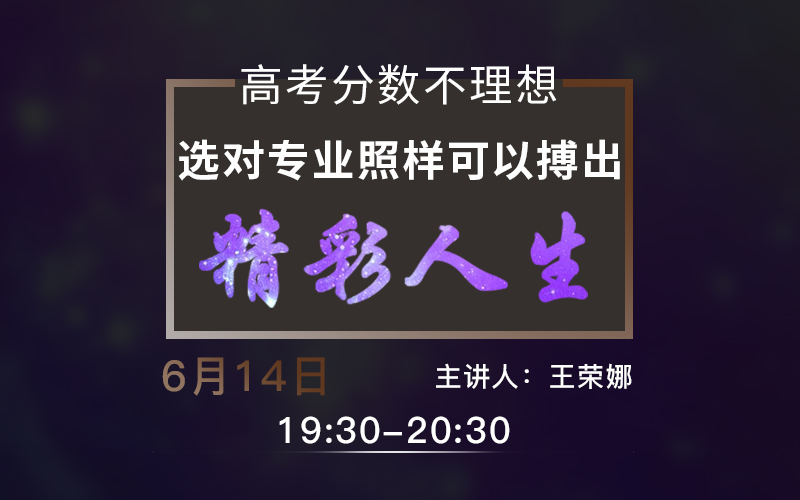 高考分数不理想
选对专业照样可以搏出
精彩人生
6月14日
主讲人：王荣娜
19:30-20:30